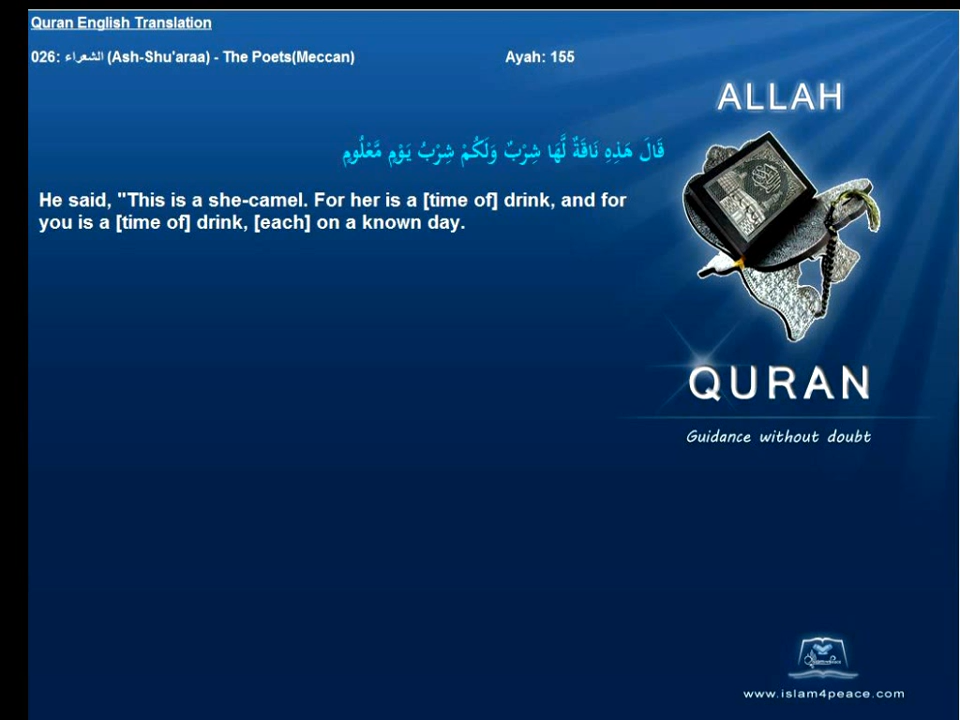 Quran English Translation
026: الشعراء (Ash-Shu'araa) - The Poets(Meccan) Ayah: 155
ALLAH
قَالَ هَذِهِ نَاقَةٌ لَّهَا شِرْبٌ وَلَكُمْ شِرْبُ يَوْمٍ مَّعْلُومٍ
He said, "This is a she-camel. For her is a [time of] drink, and for
you is a [time of] drink, [each] on a known day.
QURAN
Guidance without doubt
www.islam4peace.com